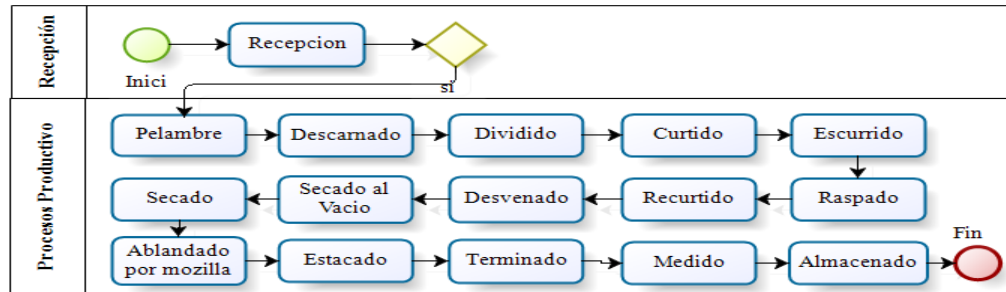 Recepción
Recepcion
Inici
sí
Procesos Productivo
Pelambre
Descarnado
Dividido
Curtido
Escurrido
Secado
Secado al
Vacio
Desvenado
Recurtido
Raspado
Ablandado
por mozilla
Estacado
Terminado
Medido
Almacenado
Fin